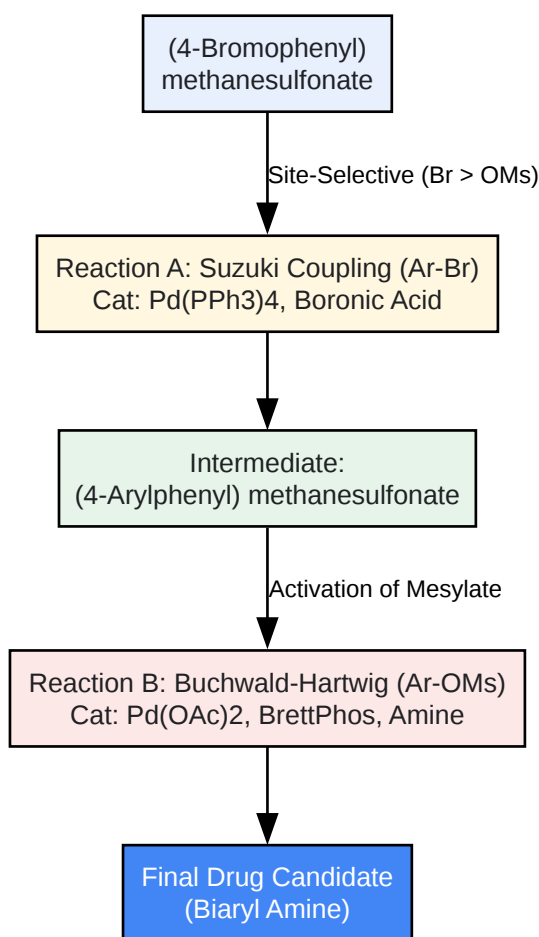 (4-Bromophenyl)
methanesulfonate
Site-Selective (Br > OMs)
Reaction A: Suzuki Coupling (Ar-Br)
Cat: Pd(PPh3)4, Boronic Acid
Intermediate:
(4-Arylphenyl) methanesulfonate
Activation of Mesylate
Reaction B: Buchwald-Hartwig (Ar-OMs)
Cat: Pd(OAc)2, BrettPhos, Amine
Final Drug Candidate
(Biaryl Amine)